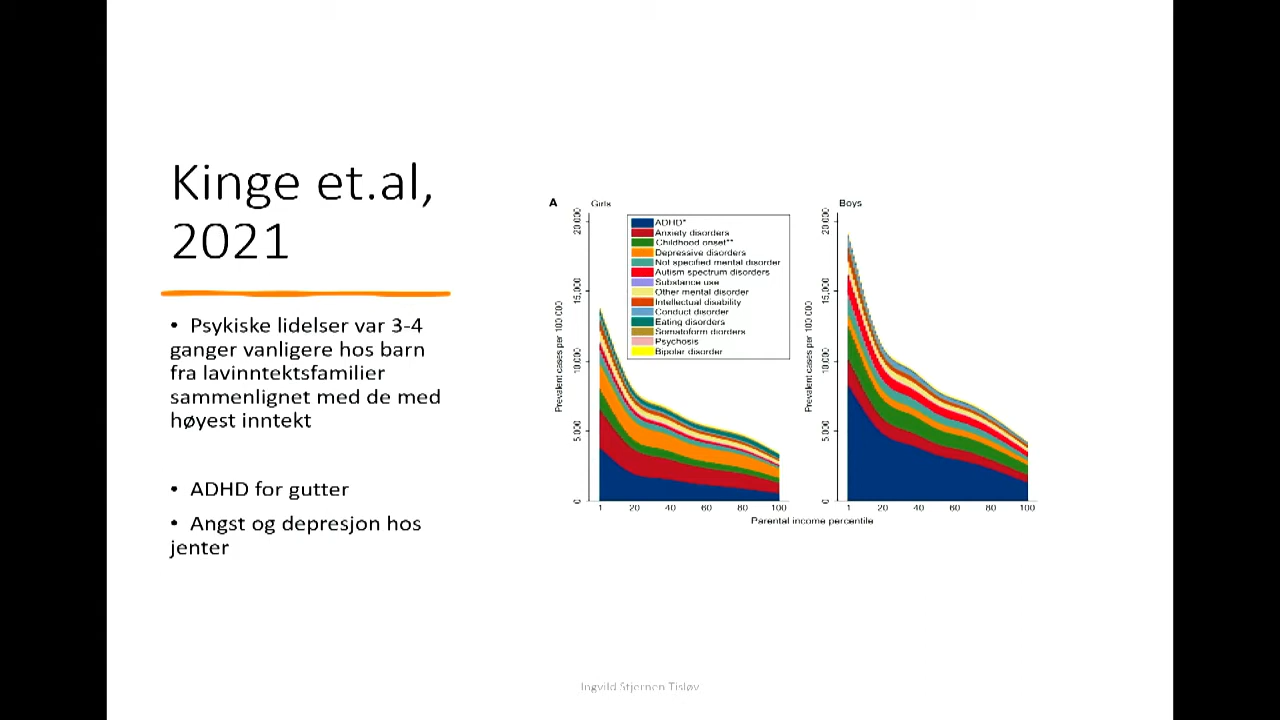 Kinge et.al,
2021
• Psykiske lidelser var 3-4
ganger vanligere hos barn
fra lavinntektsfamilier
sammenlignet med de med
høyest inntekt
• ADHD for gutter
• Angst og depresjon hos
jenter
A
Girls
Prevalent cases per 100 000
20,000
15,000
10,000
5,000
0
ADHD*
Anxiety disorders
Childhood onset**
Depressive disorders
Not specified mental disorder
Autism spectrum disorders
Substance use
Other mental disorder
Intellectual disability
Conduct disorder
Eating disorders
Somatoform disorders
Psychosis
Bipolar disorder
1 20 40 60 80 100
Boys
Prevalent cases per 100 000
20,000
15,000
10,000
5,000
0
1 20 40 60 80 100
Parental income percentile
Ingvild Stjernen Tisløv